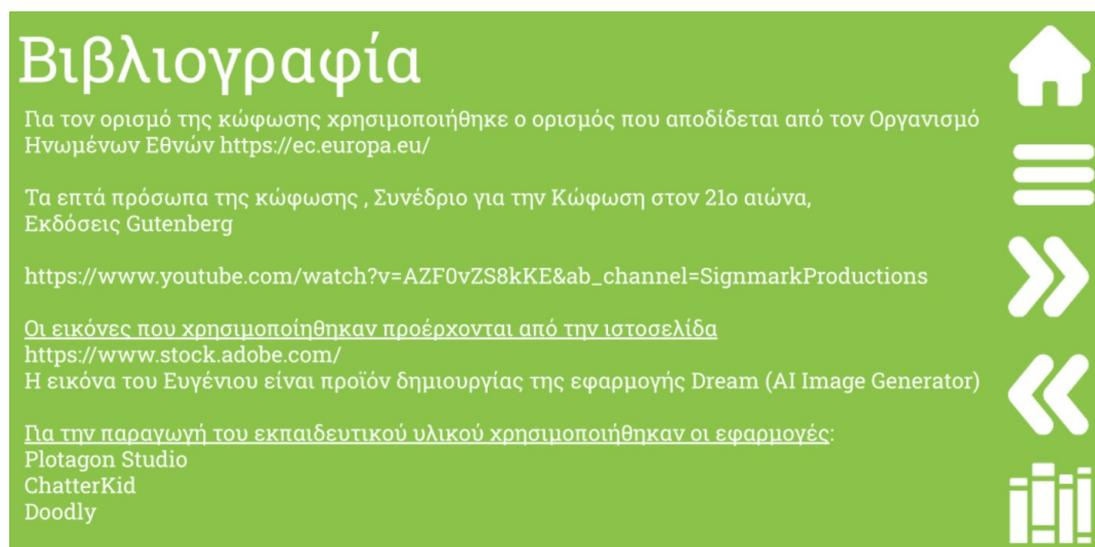 Βιβλιογραφία
Για τον ορισμό της κώφωσης χρησιμοποιήθηκε ο ορισμός που αποδίδεται από τον Οργανισμό
Ηνωμένων Εθνών https://ec.europa.eu/
Τα επτά πρόσωπα της κώφωσης , Συνέδριο για την Κώφωση στον 21ο αιώνα,
Εκδόσεις Gutenberg
https://www.youtube.com/watch?v=AZF0vZS8kKE&ab_channel=SignmarkProductions
Οι εικόνες που χρησιμοποίηθηκαν προέρχονται από την ιστοσελίδα
https://www.stock.adobe.com/
Η εικόνα του Ευγένιου είναι προϊόν δημιουργίας της εφαρμογής Dream (AI Image Generator)
Για την παραγωγή του εκπαιδευτικού υλικού χρησιμοποιήθηκαν οι εφαρμογές:
Plotagon Studio
ChatterKid
Doodly